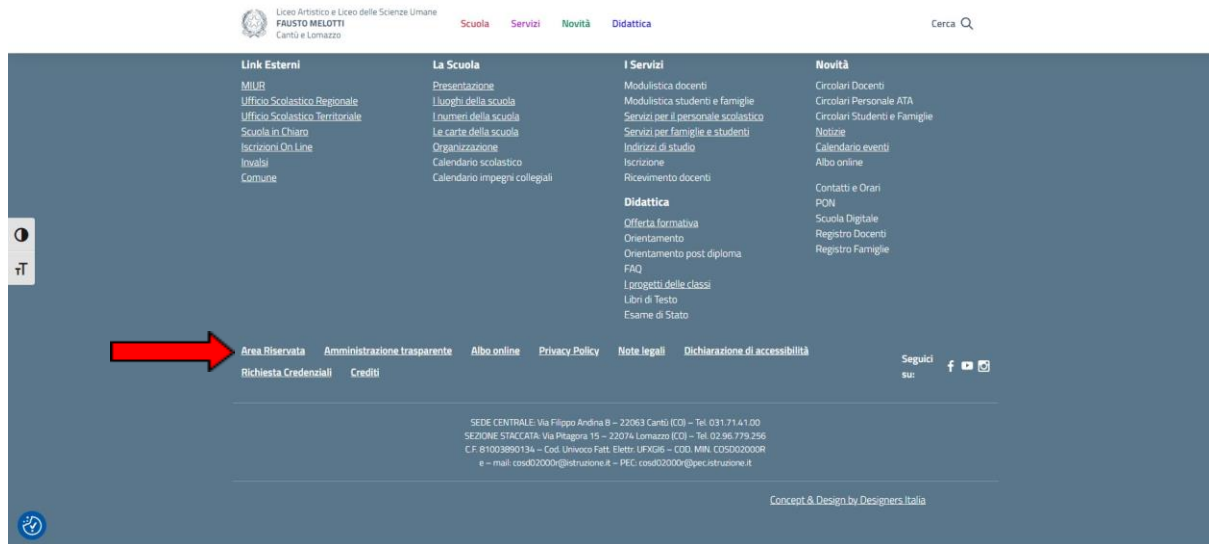 Liceo Artistico e Liceo delle Scienze Umane
FAUSTO MELOTTI
Cantù e Lomazzo
Scuola Servizi Novità Didattica
Cerca
Link Esterni
MIUR
Ufficio Scolastico Regionale
Ufficio Scolastico Territoriale
Scuola in Chiaro
Iscrizioni On Line
Invalsi
Comune
La Scuola
Presentazione
I luoghi della scuola
I numeri della scuola
Le carte della scuola
Organizzazione
Calendario scolastico
Calendario impegni collegiali
I Servizi
Modulistica docenti
Modulistica studenti e famiglie
Servizi per il personale scolastico
Servizi per famiglie e studenti
Indirizzi di studio
Iscrizione
Ricevimento docenti
Didattica
Offerta formativa
Orientamento
Orientamento post diploma
FAQ
I progetti delle classi
Libri di Testo
Esame di Stato
Novità
Circolari Docenti
Circolari Personale ATA
Circolari Studenti e Famiglie
Notizie
Calendario eventi
Albo online
Contatti e Orari
PON
Scuola Digitale
Registro Docenti
Registro Famiglie
Area Riservata Amministrazione trasparente Albo online Privacy Policy Note legali Dichiarazione di accessibilità
Richiesta Credenziali Crediti
Seguici
su:
SEDE CENTRALE: Via Filippo Andina 8 – 22063 Cantù (CO) – Tel. 031.71.41.00
SEZIONE STACCATA: Via Pitagora 15 – 22074 Lomazzo (CO) – Tel. 02.96.779.256
C.F. 81003890134 – Cod. Univoco Fatt. Elettr. UFXGI6 – COD. MIN. COSD02000R
e – mail: cosd02000r@istruzione.it – PEC: cosd02000r@pec.istruzione.it
Concept & Design by Designers Italia